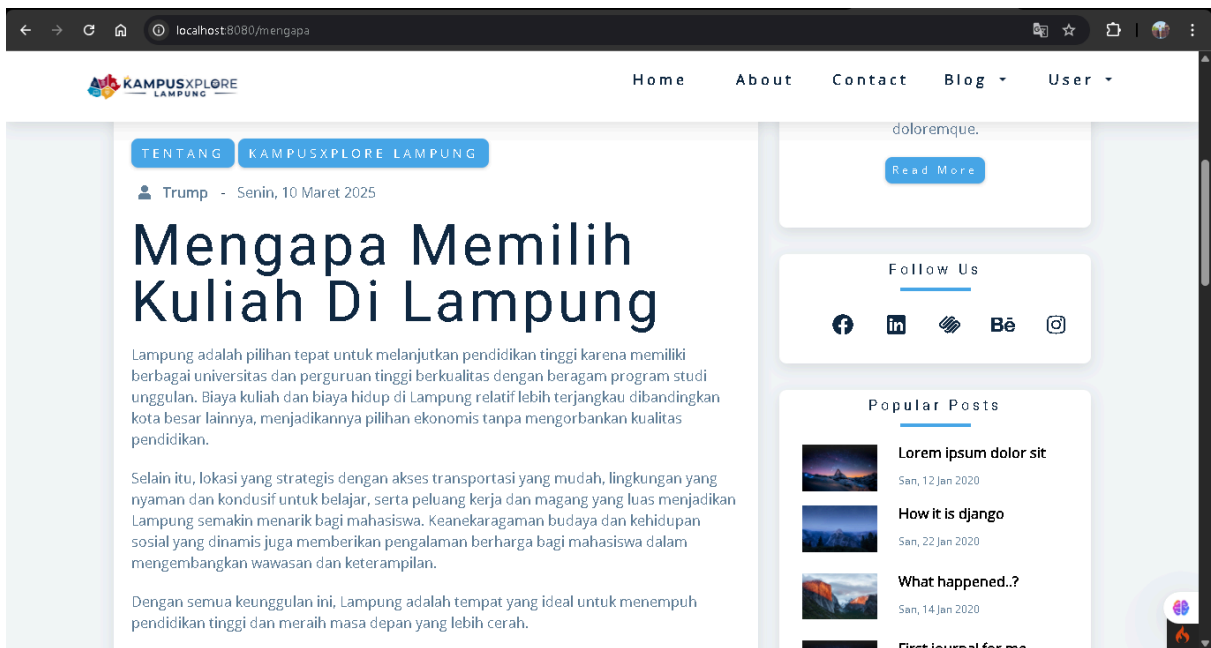 localhost:8080/mengapa
KAMPUSXPLORE
LAMPUNG
Home About Contact Blog User
TENTANG KAMPUSXPLORE LAMPUNG
Trump - Senin, 10 Maret 2025
Mengapa Memilih
Kuliah Di Lampung
Lampung adalah pilihan tepat untuk melanjutkan pendidikan tinggi karena memiliki
berbagai universitas dan perguruan tinggi berkualitas dengan beragam program studi
unggulan. Biaya kuliah dan biaya hidup di Lampung relatif lebih terjangkau dibandingkan
kota besar lainnya, menjadikannya pilihan ekonomis tanpa mengorbankan kualitas
pendidikan.
Selain itu, lokasi yang strategis dengan akses transportasi yang mudah, lingkungan yang
nyaman dan kondusif untuk belajar, serta peluang kerja dan magang yang luas menjadikan
Lampung semakin menarik bagi mahasiswa. Keanekaragaman budaya dan kehidupan
sosial yang dinamis juga memberikan pengalaman berharga bagi mahasiswa dalam
mengembangkan wawasan dan keterampilan.
Dengan semua keunggulan ini, Lampung adalah tempat yang ideal untuk menempuh
pendidikan tinggi dan meraih masa depan yang lebih cerah.
doloremque.
Read More
Follow Us
in
Bē
Popular Posts
Lorem ipsum dolor sit
San, 12 Jan 2020
How it is django
San, 22 Jan 2020
What happened..?
San, 14 Jan 2020
First journal for me